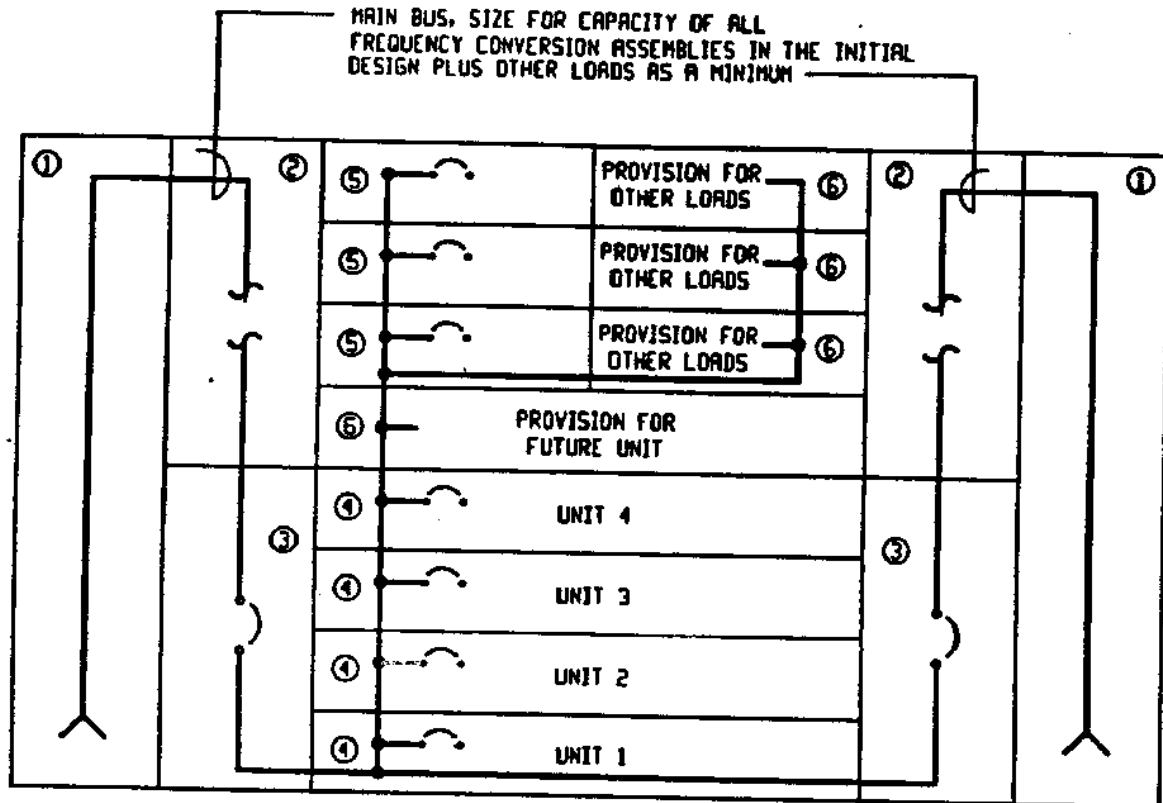 MAIN BUS, SIZE FOR CAPACITY OF ALL
FREQUENCY CONVERSION ASSEMBLIES IN THE INITIAL
DESIGN PLUS OTHER LOADS AS A MINIMUM
① ② ⑤ PROVISION FOR ⑥ ② ①
OTHER LOADS
⑤ PROVISION FOR ⑥
OTHER LOADS
⑤ PROVISION FOR ⑥
OTHER LOADS
⑥ PROVISION FOR
FUTURE UNIT
④ UNIT 4
③ ③
④ UNIT 3
④ UNIT 2
④ UNIT 1